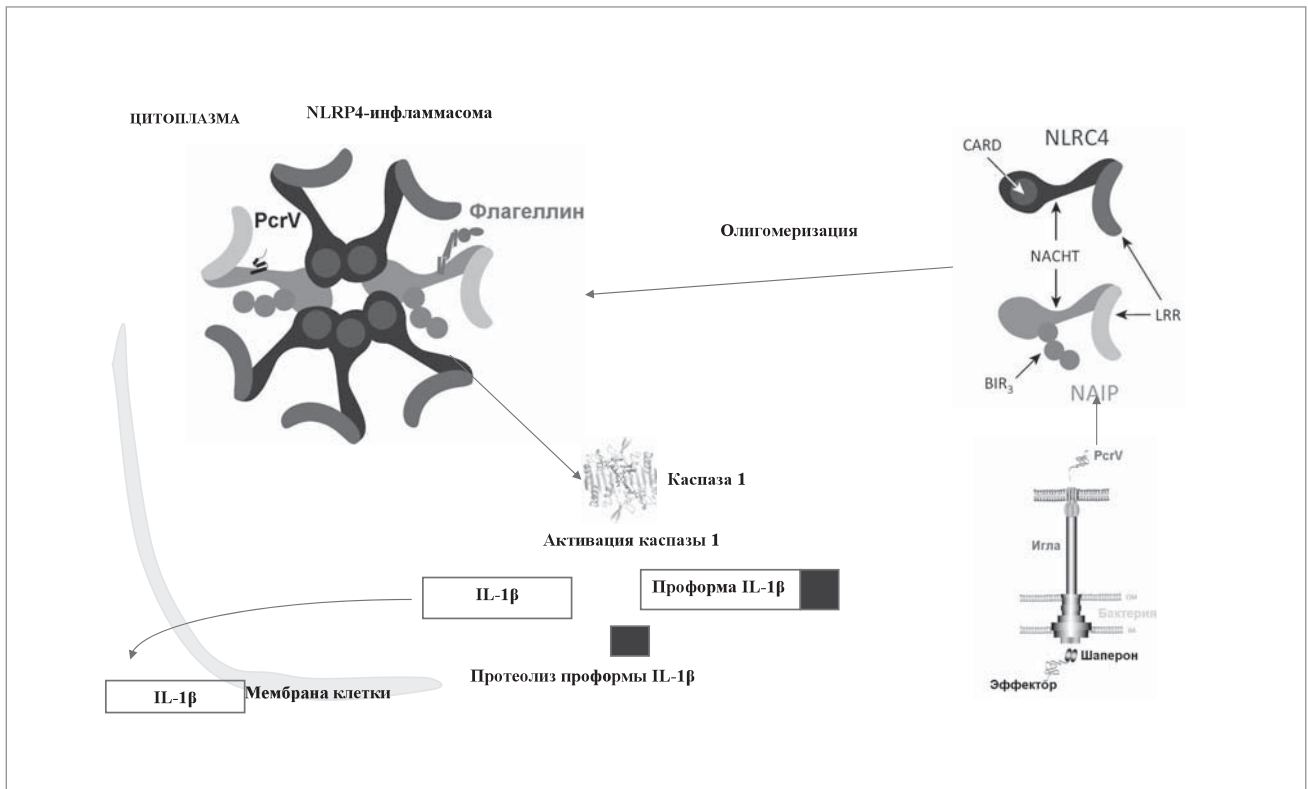 ЦИТОПЛАЗМА
NLRP4-инфламмасома
PcrV
Флагеллин
Олигомеризация
CARD
NLRC4
NACHT
LRR
BIR3
NAIP
PcrV
Игла
OM
Бактерия
Шаперон
Эффектор
Каспаза 1
Активация каспазы 1
IL-1β
Проформа IL-1β
Протеолиз проформы IL-1β
IL-1β
Мембрана клетки